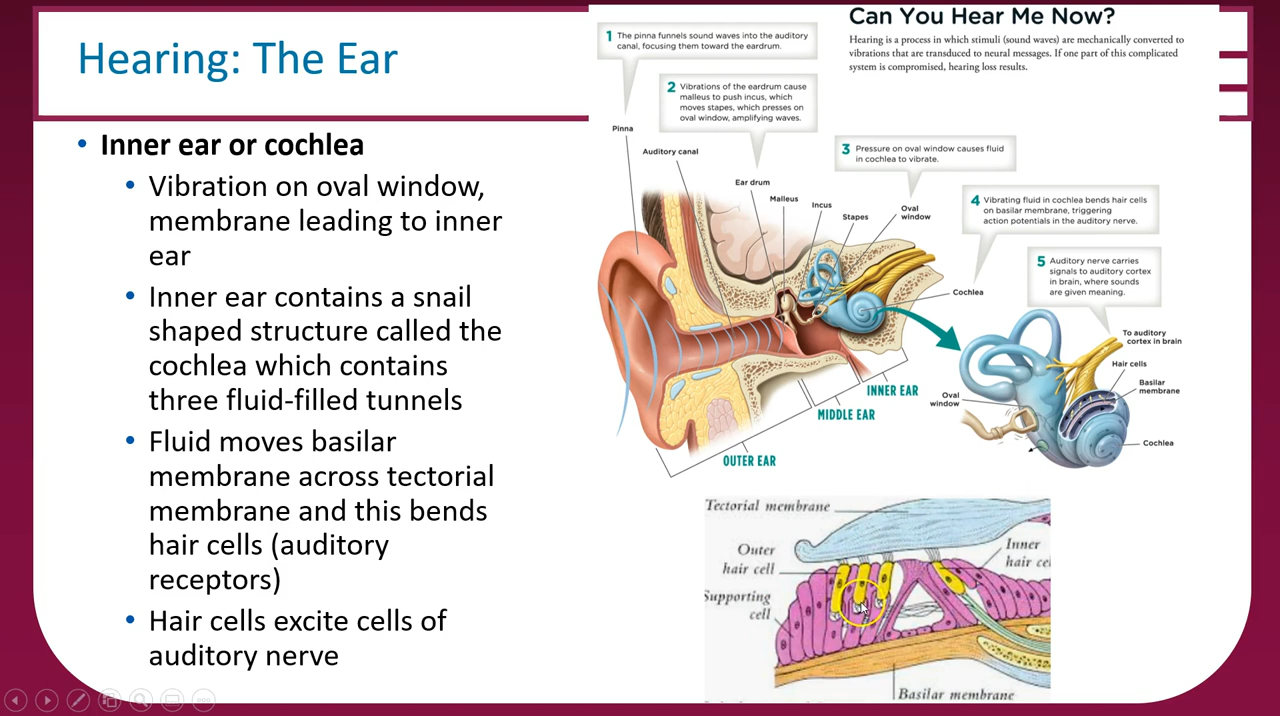 Hearing: The Ear
• Inner ear or cochlea
• Vibration on oval window,
membrane leading to inner
ear
• Inner ear contains a snail
shaped structure called the
cochlea which contains
three fluid-filled tunnels
• Fluid moves basilar
membrane across tectorial
membrane and this bends
hair cells (auditory
receptors)
• Hair cells excite cells of
auditory nerve
Can You Hear Me Now?
Hearing is a process in which stimuli (sound waves) are mechanically converted to
vibrations that are transduced to neural messages. If one part of this complicated
system is compromised, hearing loss results.
1 The pinna funnels sound waves into the auditory
canal, focusing them toward the eardrum.
2 Vibrations of the eardrum cause
malleus to push incus, which
moves stapes, which presses on
oval window, amplifying waves.
3 Pressure on oval window causes fluid
in cochlea to vibrate.
4 Vibrating fluid in cochlea bends hair cells
on basilar membrane, triggering
action potentials in the auditory nerve.
5 Auditory nerve carries
signals to auditory cortex
in brain, where sounds
are given meaning.
Pinna
Auditory canal
Ear drum
Malleus
Incus
Stapes
Oval
window
Cochlea
OUTER EAR
MIDDLE EAR
INNER EAR
To auditory
cortex in brain
Hair cells
Basilar
membrane
Oval
window
Cochlea
Tectorial membrane
Outer
hair cell
Supporting
cell
Inner
hair ce
Basilar membrane